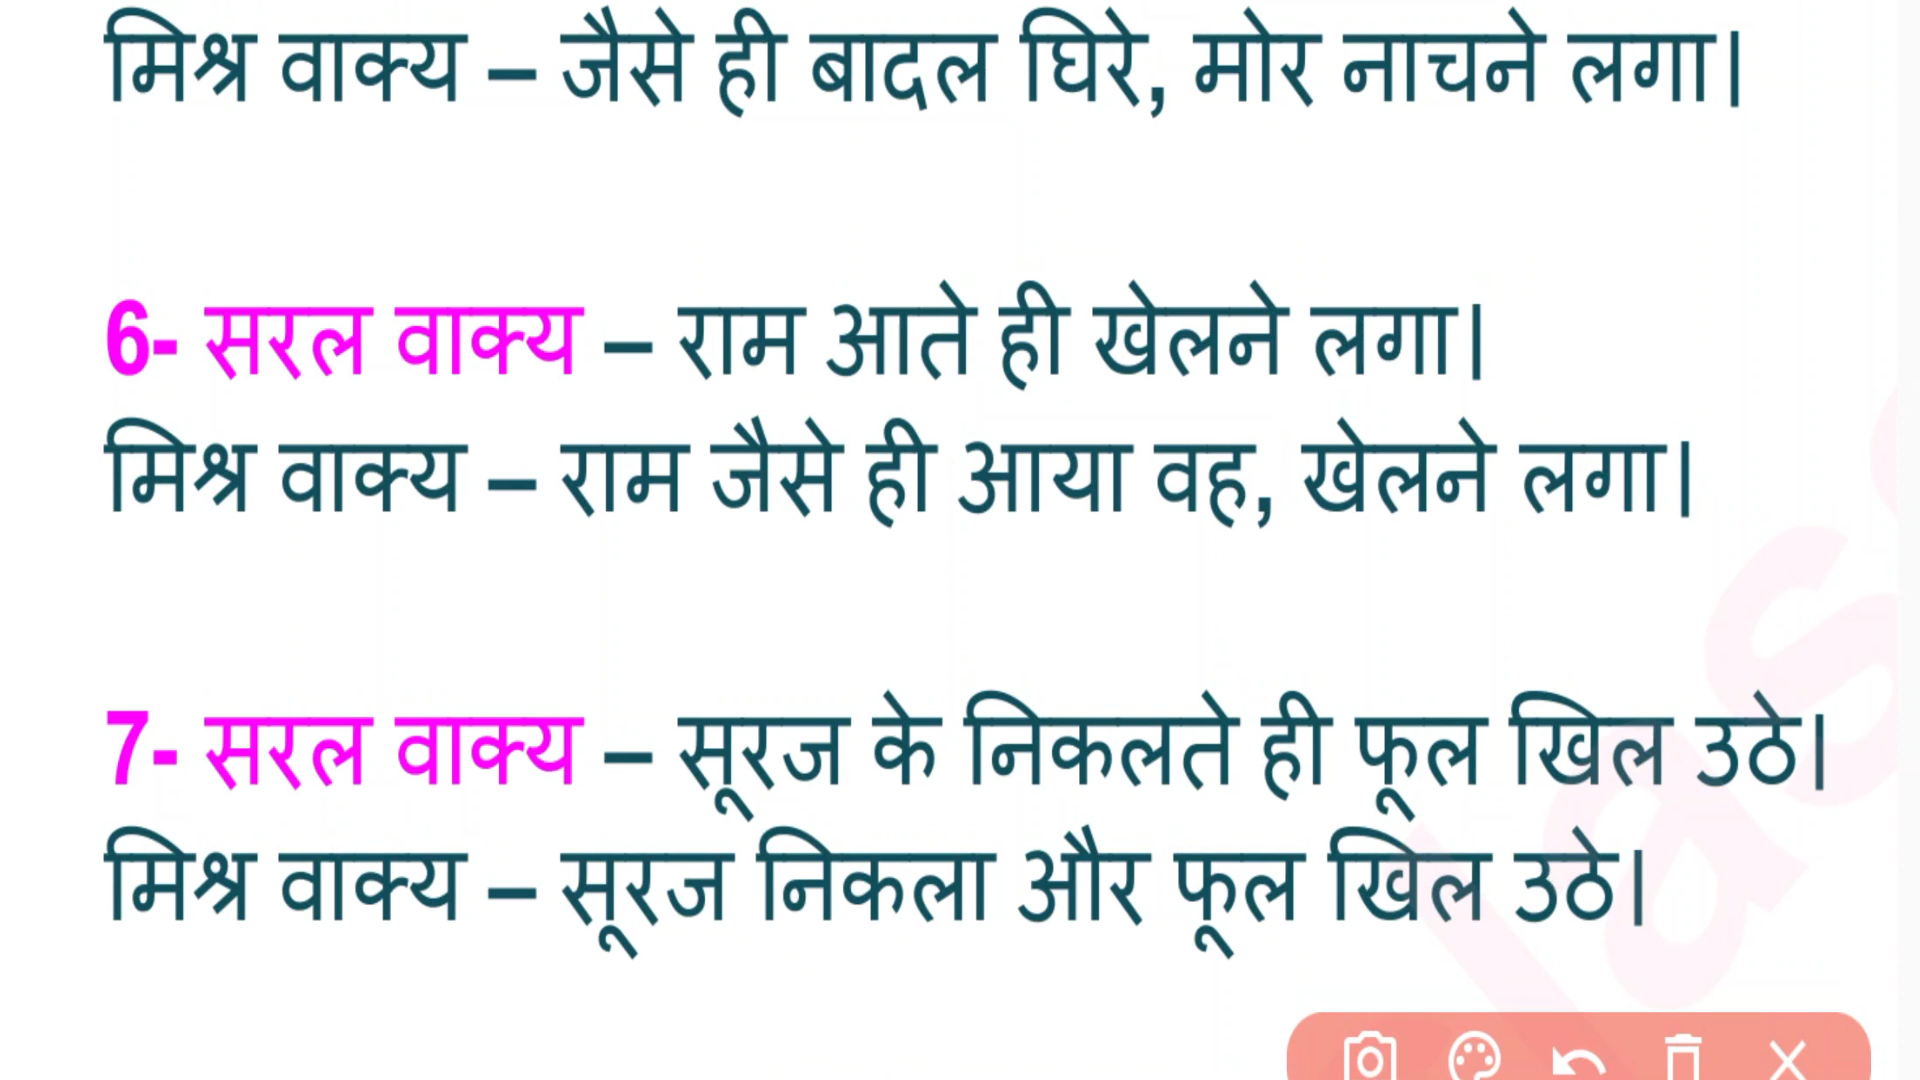 मिश्र वाक्य – जैसे ही बादल घिरे, मोर नाचने लगा|
6- सरल वाक्य – राम आते ही खेलने लगा|
मिश्र वाक्य – राम जैसे ही आया वह, खेलने लगा|
7- सरल वाक्य – सूरज के निकलते ही फूल खिल उठे|
मिश्र वाक्य – सूरज निकला और फूल खिल उठे|